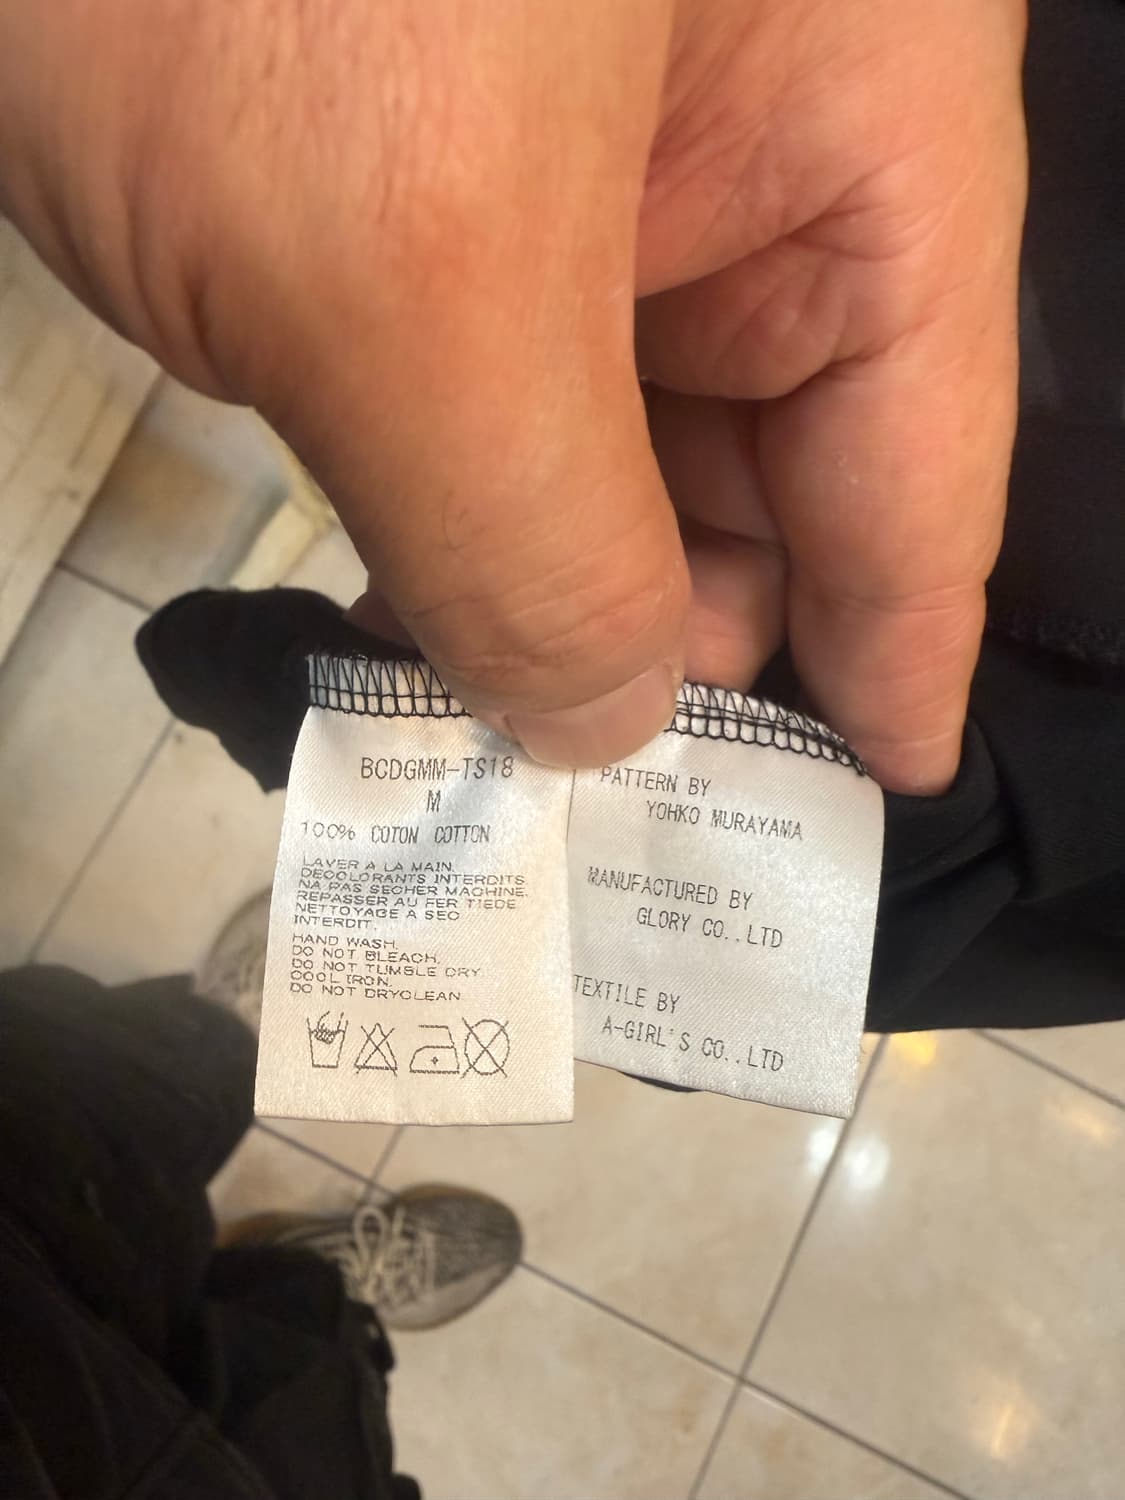 BCDGMM-TS18
M
100% COTON COTTON
LAVER A LA MAIN.
DECOLORANTS INTERDITS
NA PAS SECHER MACHINE.
REPASSER AU FER TIEDE
NETTOYAGE A SEC
INTERDIT.
HAND WASH.
DO NOT BLEACH.
DO NOT TUMBLE DRY
COOL IRON.
DO NOT DRYCLEAN
PATTERN BY
YOHKO MURAYAMA
MANUFACTURED BY
GLORY CO.,LTD
TEXTILE BY
A-GIRL'S CO.,LTD